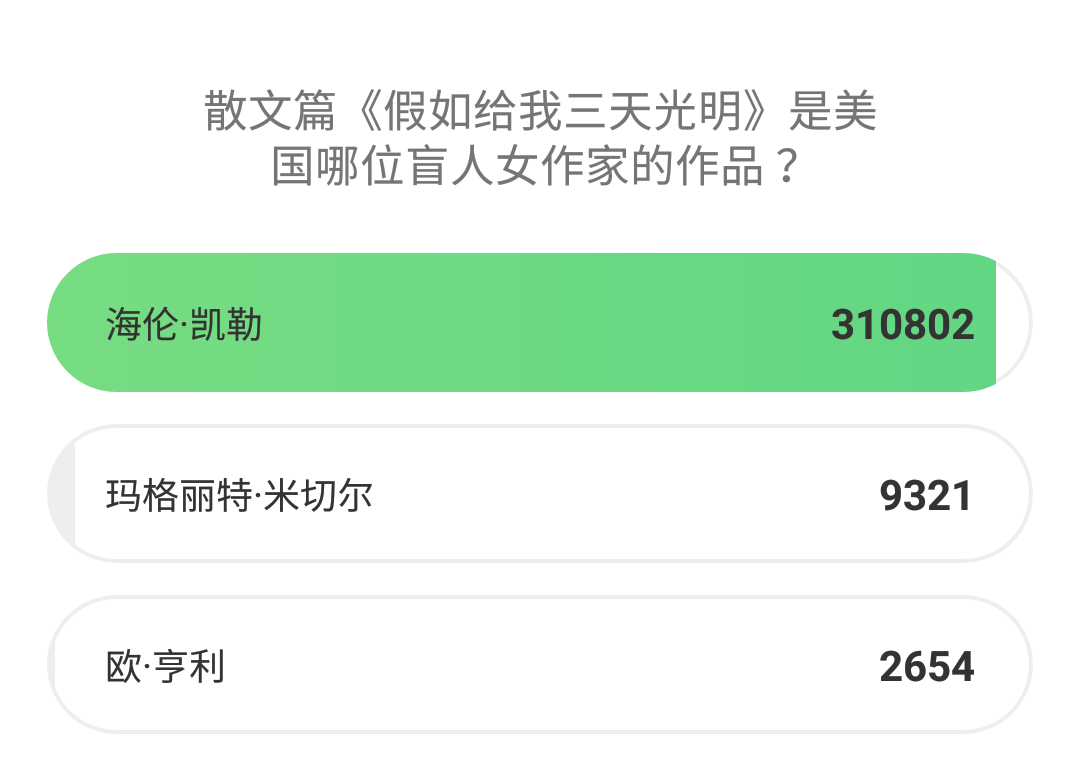 散文篇《假如给我三天光明》是美
国哪位盲人女作家的作品？
海伦·凯勒 310802
玛格丽特·米切尔 9321
欧·亨利 2654